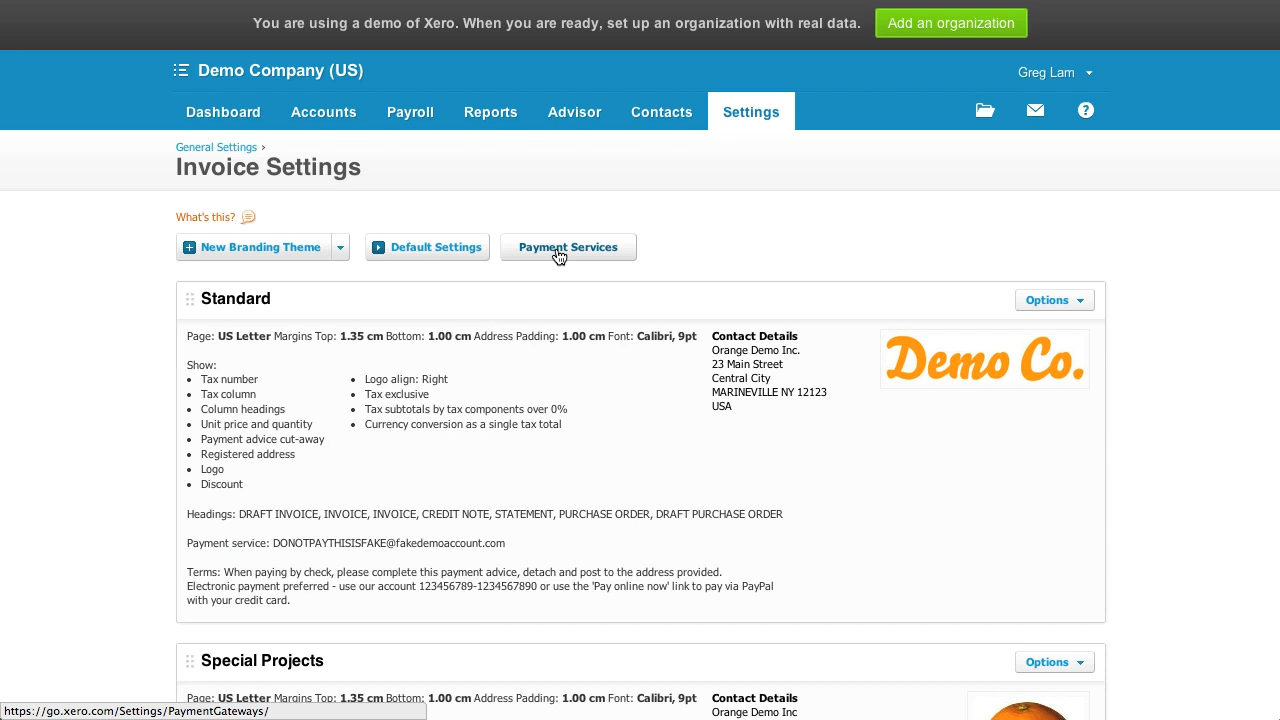 You are using a demo of Xero. When you are ready, set up an organization with real data. Add an organization
Demo Company (US)
Greg Lam
Dashboard Accounts Payroll Reports Advisor Contacts Settings
General Settings ›
Invoice Settings
What's this?
New Branding Theme Default Settings Payment Services
Standard Options
Page: US Letter Margins Top: 1.35 cm Bottom: 1.00 cm Address Padding: 1.00 cm Font: Calibri, 9pt
Show:
• Tax number
• Tax column
• Column headings
• Unit price and quantity
• Payment advice cut-away
• Registered address
• Logo
• Discount
• Logo align: Right
• Tax exclusive
• Tax subtotals by tax components over 0%
• Currency conversion as a single tax total
Contact Details
Orange Demo Inc.
23 Main Street
Central City
MARINEVILLE NY 12123
USA
Demo Co.
Headings: DRAFT INVOICE, INVOICE, INVOICE, CREDIT NOTE, STATEMENT, PURCHASE ORDER, DRAFT PURCHASE ORDER
Payment service: DONOTPAYTHISISFAKE@fakedemoaccount.com
Terms: When paying by check, please complete this payment advice, detach and post to the address provided.
Electronic payment preferred - use our account 123456789-1234567890 or use the 'Pay online now' link to pay via PayPal
with your credit card.
Special Projects Options
Page: US Letter Margins Top: 1.35 cm Bottom: 1.00 cm Address Padding: 1.00 cm Font: Calibri, 9pt
Contact Details
Orange Demo Inc
https://go.xero.com/Settings/PaymentGateways/